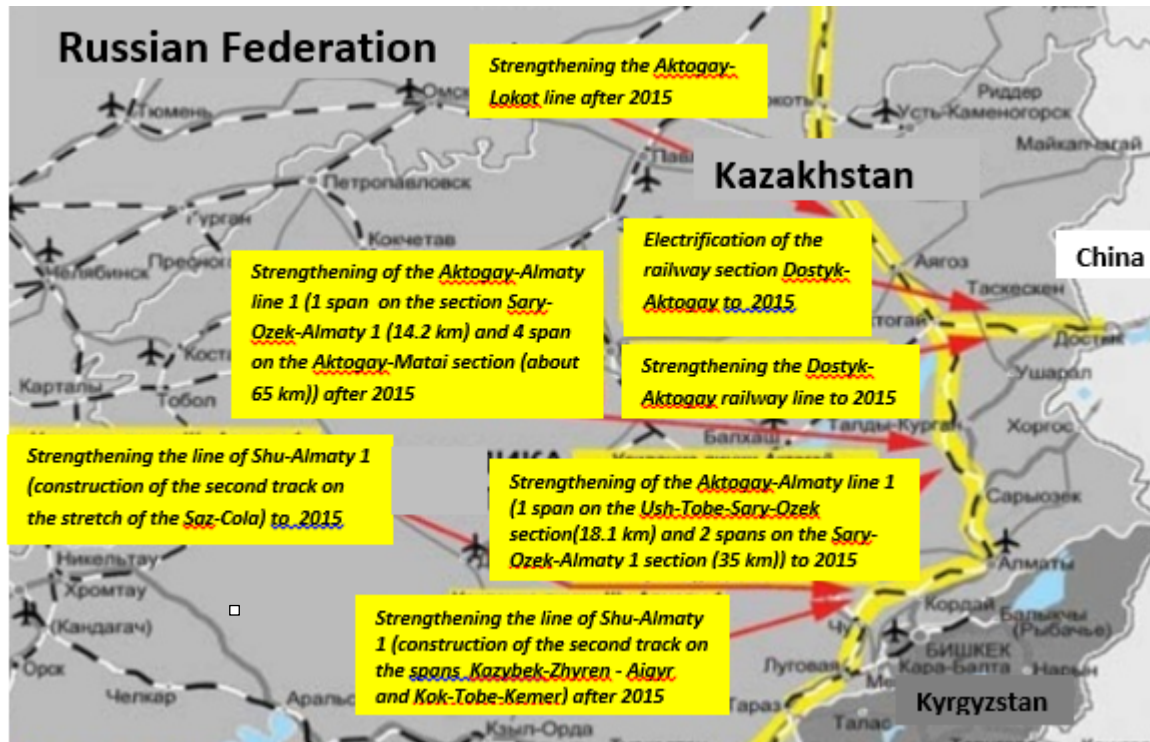 Russian Federation
Strengthening the Aktogay-
Lokot line after 2015
Омск
Тюмень
Риддер
Усть-Каменогорск
Майкапчагай
Kazakhstan
Петропавловск
Курган
Кокчетав
Челябинск
Electrification of the
railway section Dostyk-
Aktogay to 2015
China
Аягоз
Таскескен
Достык
Strengthening of the Aktogay-Almaty
line 1 (1 span on the section Sary-
Ozek-Almaty 1 (14.2 km) and 4 span
on the Aktogay-Matai section (about
65 km)) after 2015
Strengthening the Dostyk-
Aktogay railway line to 2015
Карталы
Тобол
Ушарал
Балхаш
Талды-Курган
Хоргос
Strengthening the line of Shu-Almaty 1
(construction of the second track on
the stretch of the Saz-Cola) to 2015
Strengthening of the Aktogay-Almaty line 1
(1 span on the Ush-Tobe-Sary-Ozek
section(18.1 km) and 2 spans on the Sary-
Ozek-Almaty 1 section (35 km)) to 2015
Сарыозек
Алматы
Никельтау
Хромтау
(Кандагач)
Орск
Челкар
Strengthening the line of Shu-Almaty
1 (construction of the second track on
the spans Kazybek-Zhyren - Aigyr
and Kok-Tobe-Kemer) after 2015
Кордай
Балыкчы
(Рыбачье)
Чу
БИШКЕК
Луговая
Кара-Балта
Нарын
Kyrgyzstan
Тараз
Талас
Кзыл-Орда